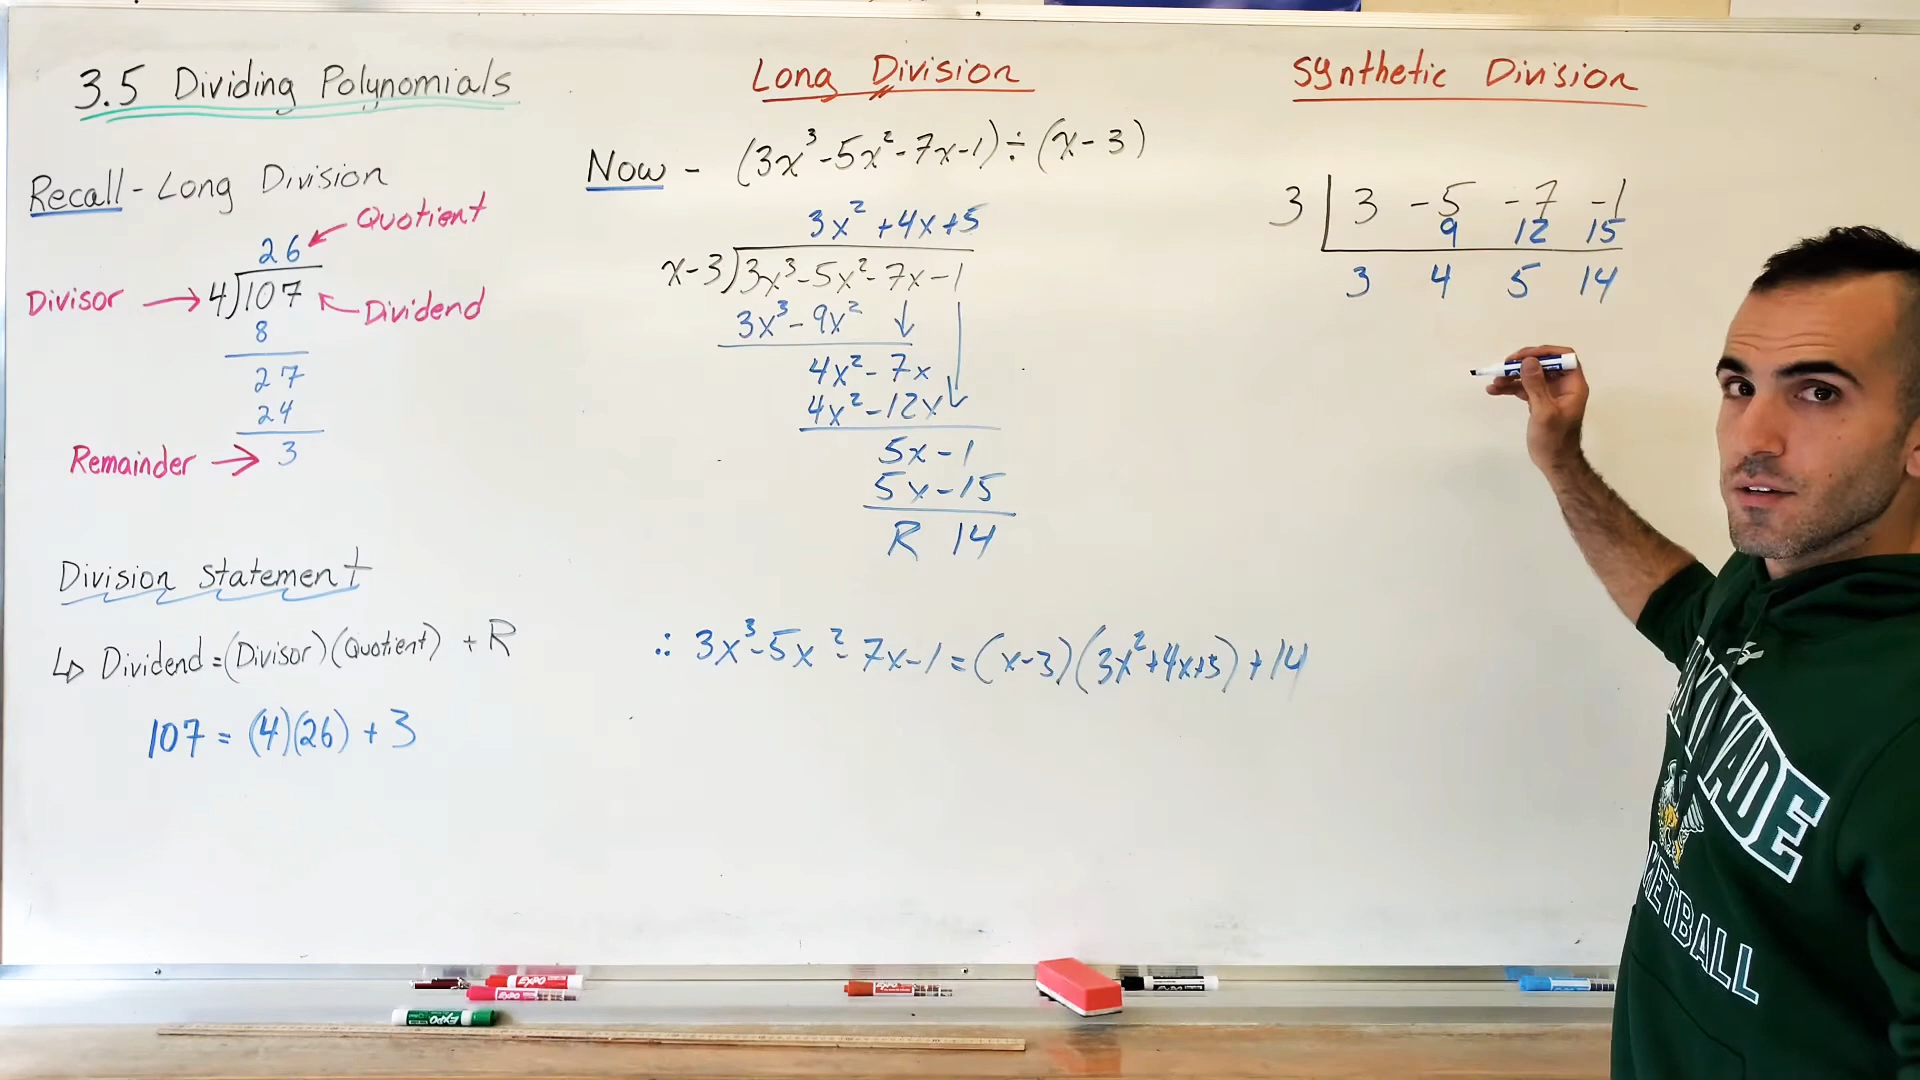 3.5 Dividing Polynomials
Recall - Long Division
26
Quotient
Divisor → 4)107 ← Dividend
8
27
24
Remainder → 3
Division Statement
↳ Dividend = (Divisor)(Quotient) + R
107 = (4)(26) + 3
Long Division
Now - (3x³-5x²-7x-1) ÷ (x-3)
3x² +4x+5
x-3)3x³-5x²-7x-1
3x³-9x² ↓
4x²-7x
4x²-12x
5x-1
5x-15
R 14
∴ 3x³-5x²-7x-1 = (x-3)(3x²+4x+5)+14
Synthetic Division
3 | 3 -5 -7 -1
9 12 15
3 4 5 14
EXPO
EXPO
EXPO
EXPO